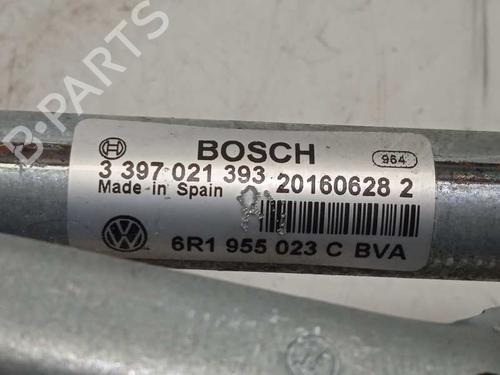 B-PARTS
BOSCH
964
3 397 021 393 20160628 2
Made in Spain
6R1 955 023 C BVA